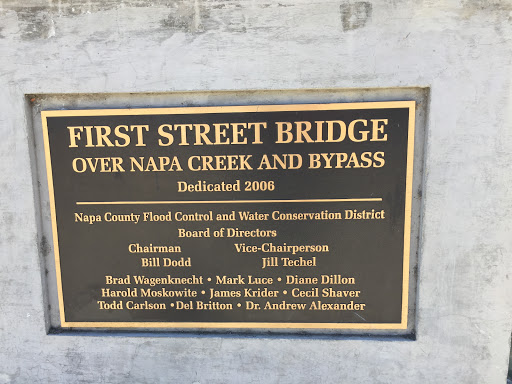 FIRST STREET BRIDGE
OVER NAPA CREEK AND BYPASS
Dedicated 2006
Napa County Flood Control and Water Conservation District
Board of Directors
Chairman Vice-Chairperson
Bill Dodd Jill Techel
Brad Wagenknecht • Mark Luce • Diane Dillon
Harold Moskowite • James Krider • Cecil Shaver
Todd Carlson •Del Britton • Dr. Andrew Alexander